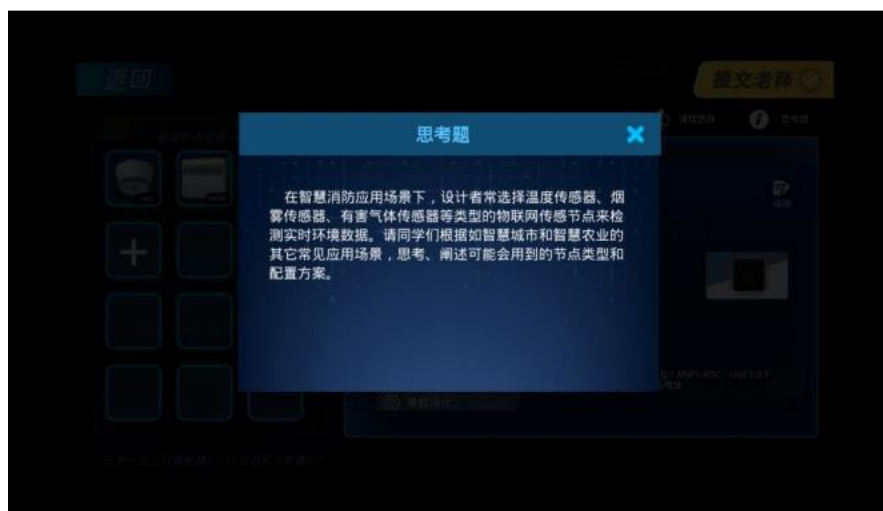 返回
提交老师
思考题
思考题
在智慧消防应用场景下，设计者常选择温度传感器、烟
雾传感器、有害气体传感器等类型的物联网传感节点来检
测实时环境数据。请同学们根据如智慧城市和智慧农业的
其它常见应用场景，思考、阐述可能会用到的节点类型和
配置方案。